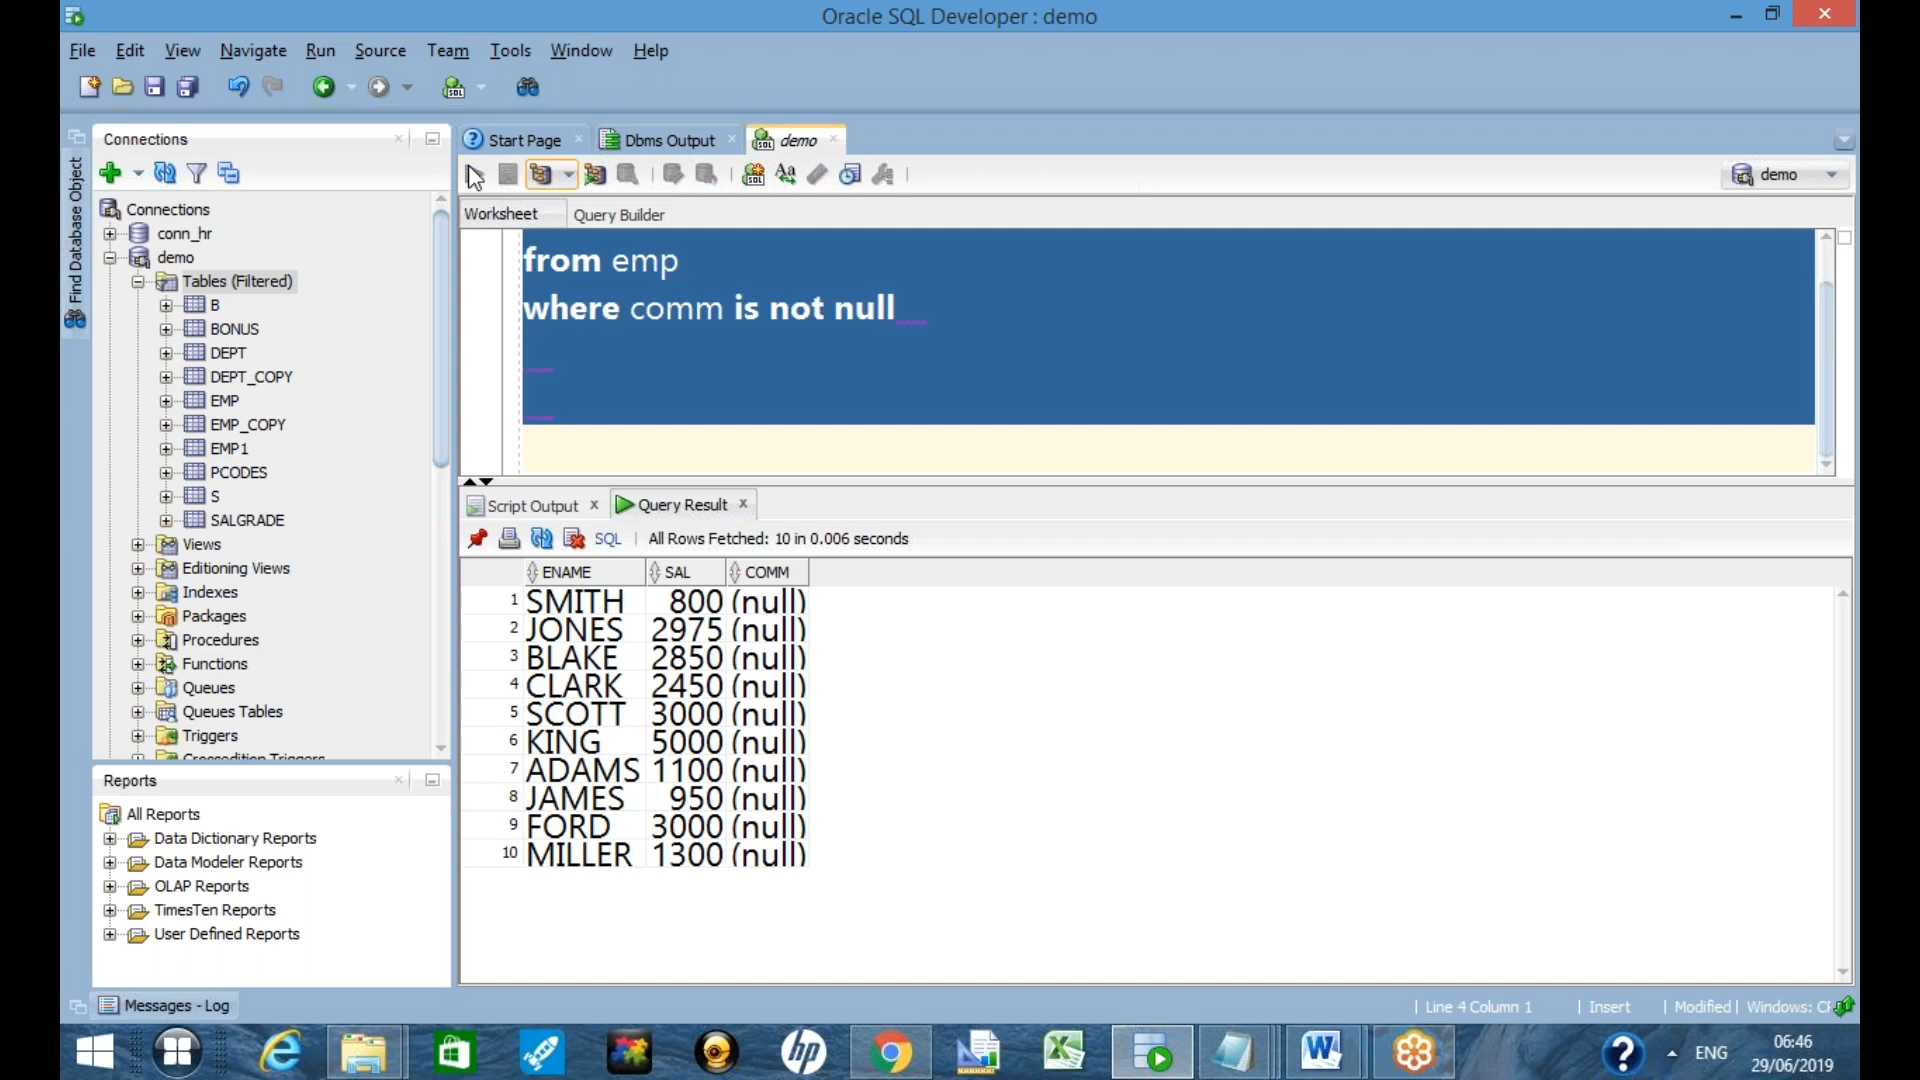 Oracle SQL Developer : demo
File Edit View Navigate Run Source Team Tools Window Help
Find Database Object
Connections
Connections
conn_hr
demo
Tables (Filtered)
B
BONUS
DEPT
DEPT_COPY
EMP
EMP_COPY
EMP1
PCODES
S
SALGRADE
Views
Editioning Views
Indexes
Packages
Procedures
Functions
Queues
Queues Tables
Triggers
Crossedition Triggers
Reports
All Reports
Data Dictionary Reports
Data Modeler Reports
OLAP Reports
TimesTen Reports
User Defined Reports
Start Page Dbms Output demo
demo
Worksheet Query Builder
from emp
where comm is not null
Script Output x Query Result x
SQL | All Rows Fetched: 10 in 0.006 seconds
ENAME SAL COMM
1 SMITH 800 (null)
2 JONES 2975 (null)
3 BLAKE 2850 (null)
4 CLARK 2450 (null)
5 SCOTT 3000 (null)
6 KING 5000 (null)
7 ADAMS 1100 (null)
8 JAMES 950 (null)
9 FORD 3000 (null)
10 MILLER 1300 (null)
Messages - Log
| Line 4 Column 1 | Insert | Modified | Windows:
ENG 06:46
29/06/2019